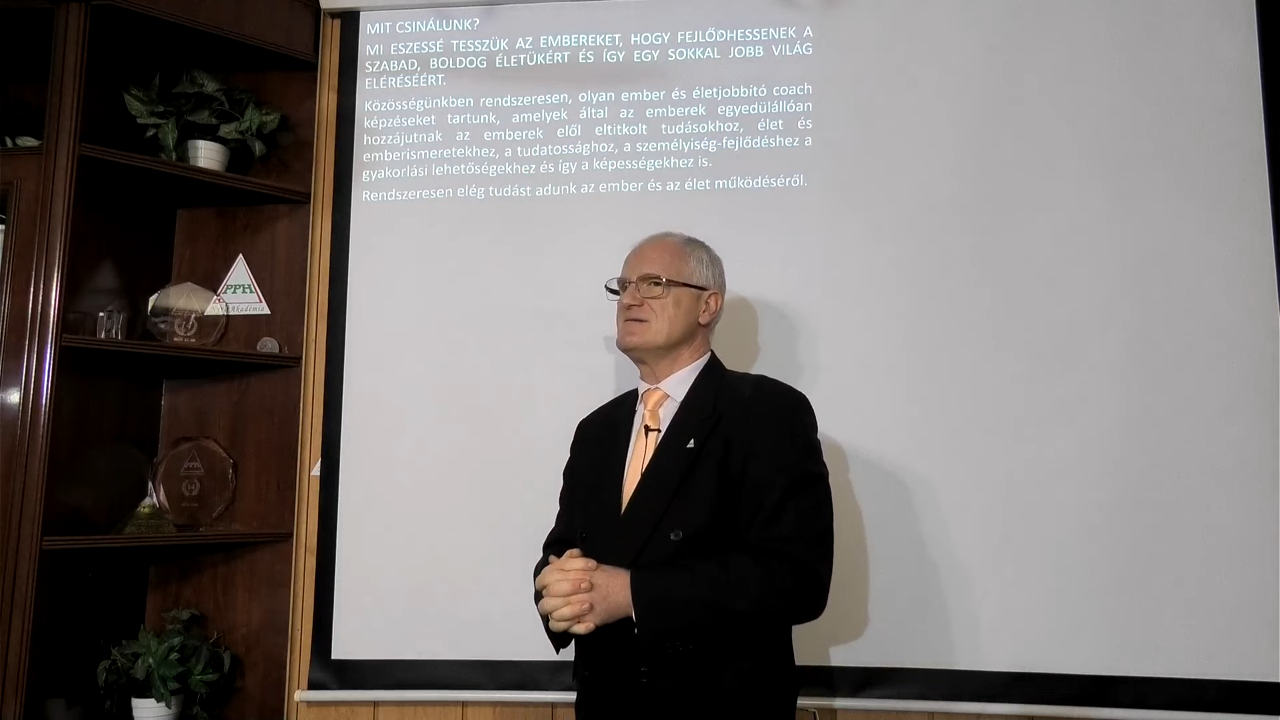 MIT CSINÁLUNK?
MI ESZESSÉ TESSZÜK AZ EMBEREKET, HOGY FEJLŐDHESSENEK A
SZABAD, BOLDOG ÉLETÜKÉRT ÉS ÍGY EGY SOKKAL JOBB VILÁG
ELÉRÉSÉÉRT.
Közösségünkben rendszeresen, olyan ember és életjobbító coach
képzéseket tartunk, amelyek által az emberek egyedülállóan
hozzájutnak az emberek elől eltitkolt tudásokhoz, élet és
emberismeretekhez, a tudatossághoz, a személyiség-fejlődéshez a
gyakorlási lehetőségekhez és így a képességekhez is.
Rendszeresen elég tudást adunk az ember és az élet működéséről.
PPH
Akadémia
PPH